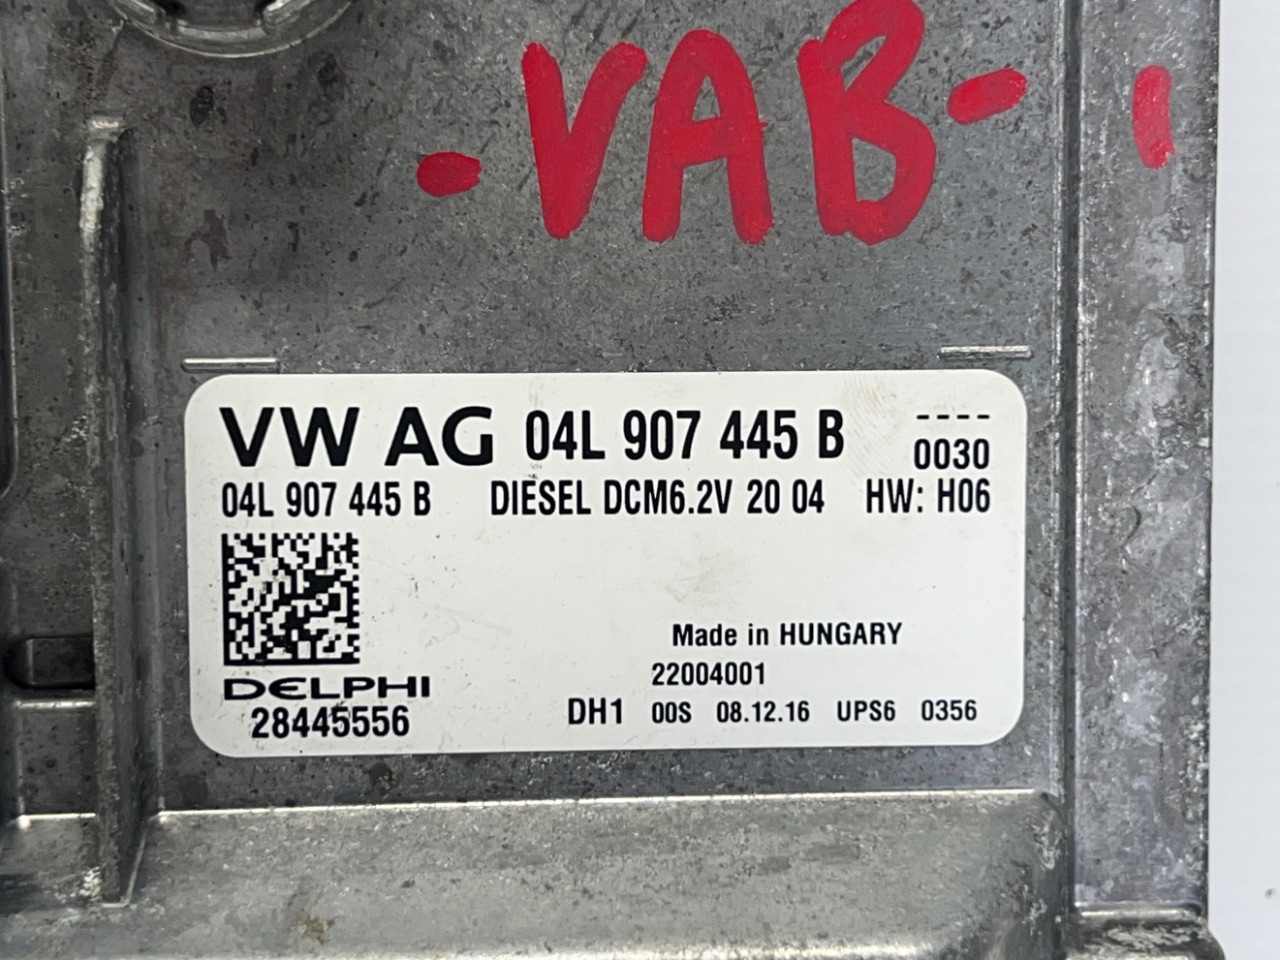 -VAB-
VW AG 04L 907 445 B ----
0030
04L 907 445 B DIESEL DCM6.2V 20 04 HW: H06
Made in HUNGARY
22004001
DELPHI
28445556
DH1 00S 08.12.16 UPS6 0356